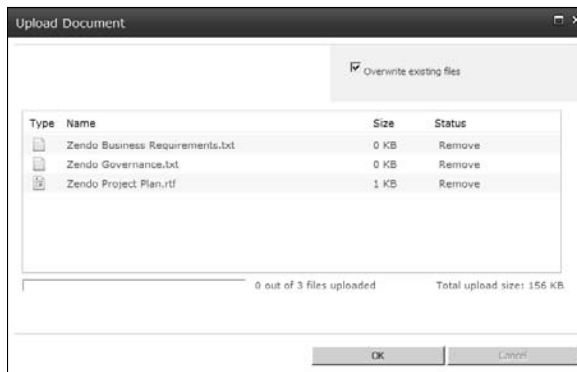 Upload Document
Overwrite existing files
Type Name Size Status
Zendo Business Requirements.txt 0 KB Remove
Zendo Governance.txt 0 KB Remove
Zendo Project Plan.rtf 1 KB Remove
0 out of 3 files uploaded Total upload size: 156 KB
OK Cancel